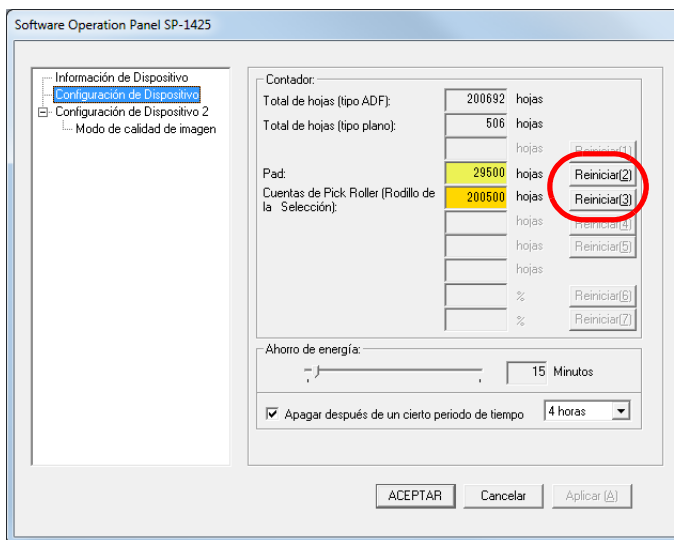 Software Operation Panel SP-1425
Información de Dispositivo
Configuración de Dispositivo
Configuración de Dispositivo 2
Modo de calidad de imagen
Contador:
Total de hojas (tipo ADF): 200692 hojas
Total de hojas (tipo plano): 506 hojas
hojas Reiniciar(1)
Pad: 29500 hojas Reiniciar(2)
Cuentas de Pick Roller (Rodillo de la Selección): 200500 hojas Reiniciar(3)
hojas Reiniciar(4)
hojas Reiniciar(5)
hojas
% Reiniciar(6)
% Reiniciar(7)
Ahorro de energía:
15 Minutos
Apagar después de un cierto periodo de tiempo 4 horas
ACEPTAR Cancelar Aplicar (A)